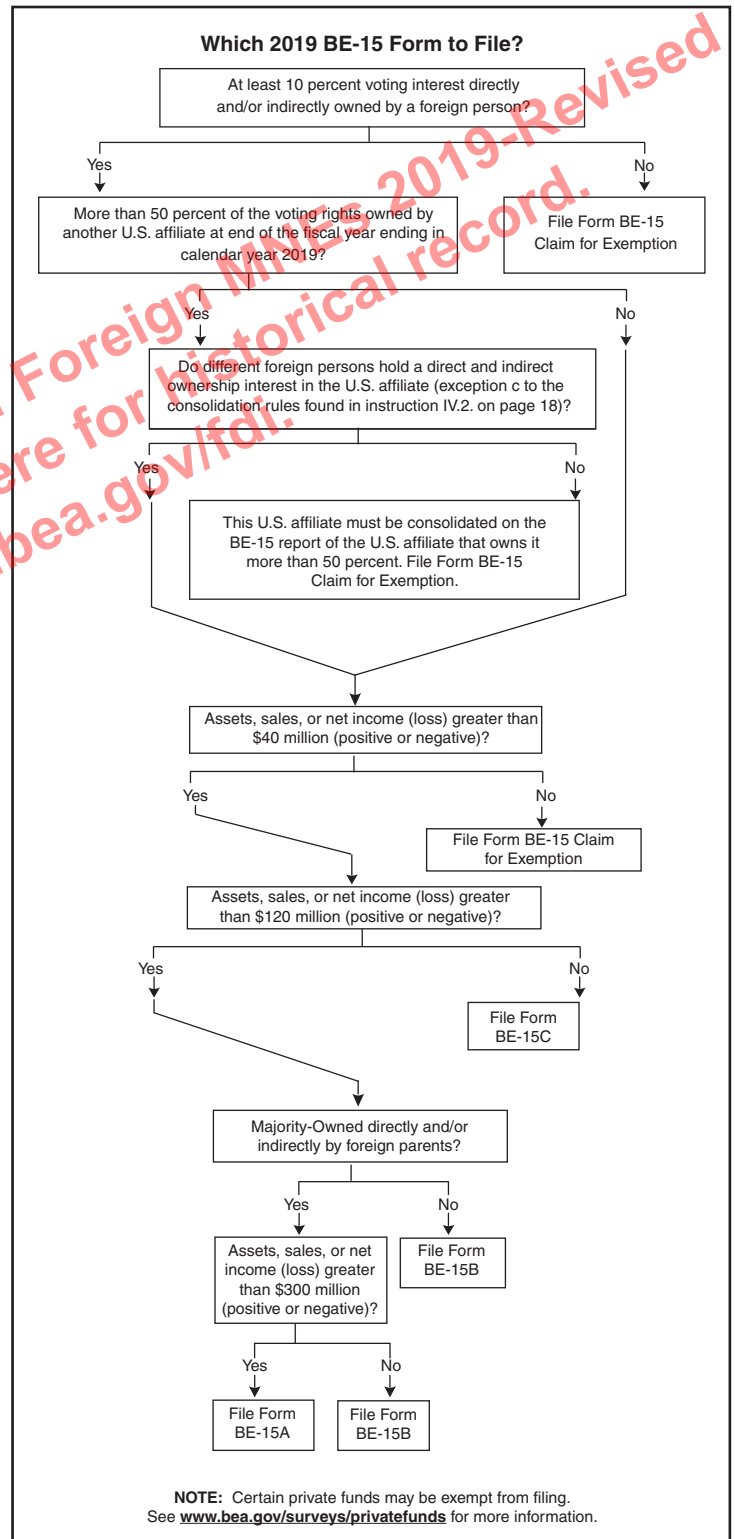 Which 2019 BE-15 Form to File?
At least 10 percent voting interest directly
and/or indirectly owned by a foreign person?
Yes
No
More than 50 percent of the voting rights owned by
another U.S. affiliate at end of the fiscal year ending in
calendar year 2019?
File Form BE-15
Claim for Exemption
Yes
No
Do different foreign persons hold a direct and indirect
ownership interest in the U.S. affiliate (exception c to the
consolidation rules found in instruction IV.2. on page 18)?
Yes
No
This U.S. affiliate must be consolidated on the
BE-15 report of the U.S. affiliate that owns it
more than 50 percent. File Form BE-15
Claim for Exemption.
Assets, sales, or net income (loss) greater than
$40 million (positive or negative)?
Yes
No
File Form BE-15 Claim
for Exemption
Assets, sales, or net income (loss) greater
than $120 million (positive or negative)?
Yes
No
File Form
BE-15C
Majority-Owned directly and/or
indirectly by foreign parents?
Yes
No
Assets, sales, or net
income (loss) greater
than $300 million
(positive or negative)?
File Form
BE-15B
Yes
No
File Form
BE-15A
File Form
BE-15B
NOTE: Certain private funds may be exempt from filing.
See www.bea.gov/surveys/privatefunds for more information.
Foreign MNEs 2019-Revised
for historical record.
bea.gov/fdi.